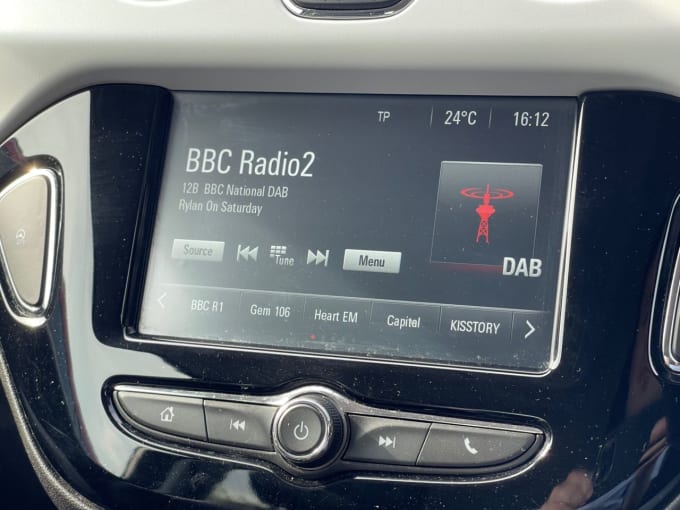 TP 24°C 16:12
BBC Radio2
12B BBC National DAB
Rylan On Saturday
DAB
Source Tune Menu
BBC R1 Gem 106 Heart EM Capital KISSTORY